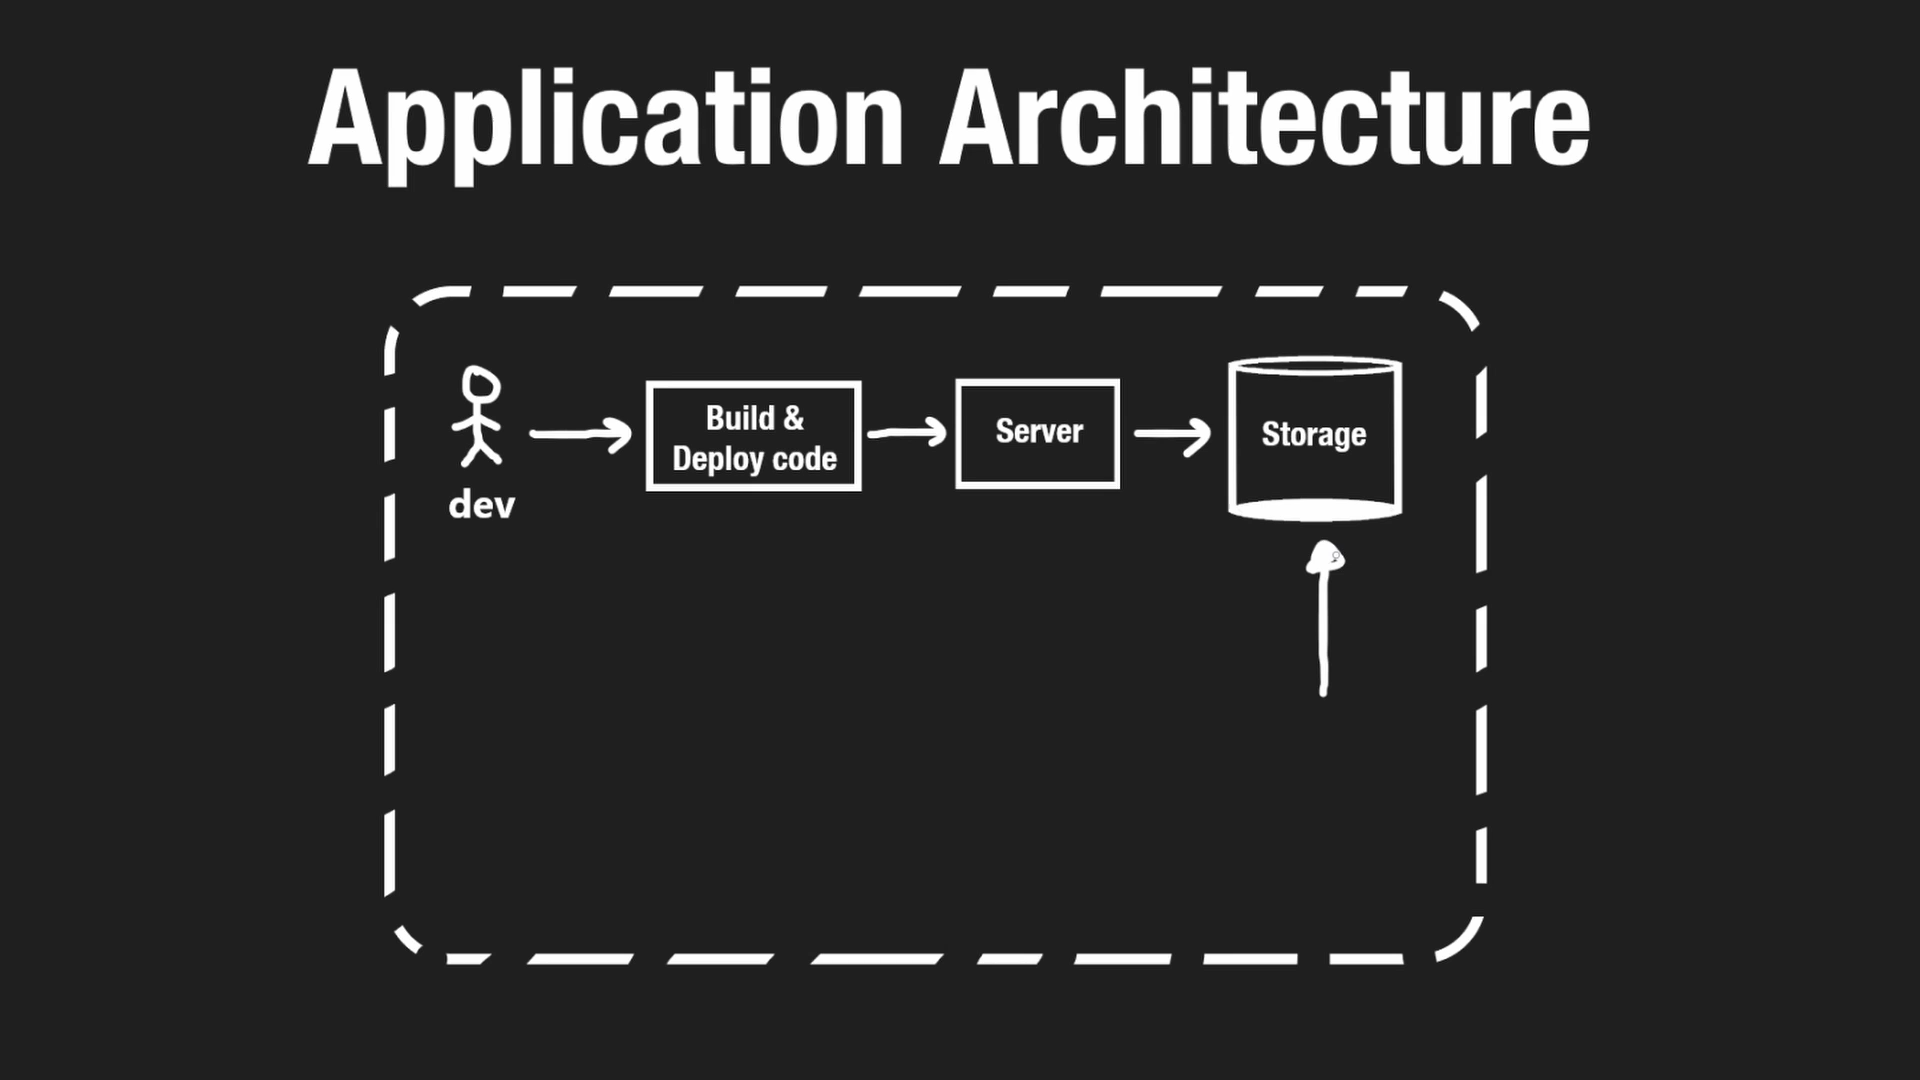 Application Architecture
Build &
Deploy code
Server
Storage
dev